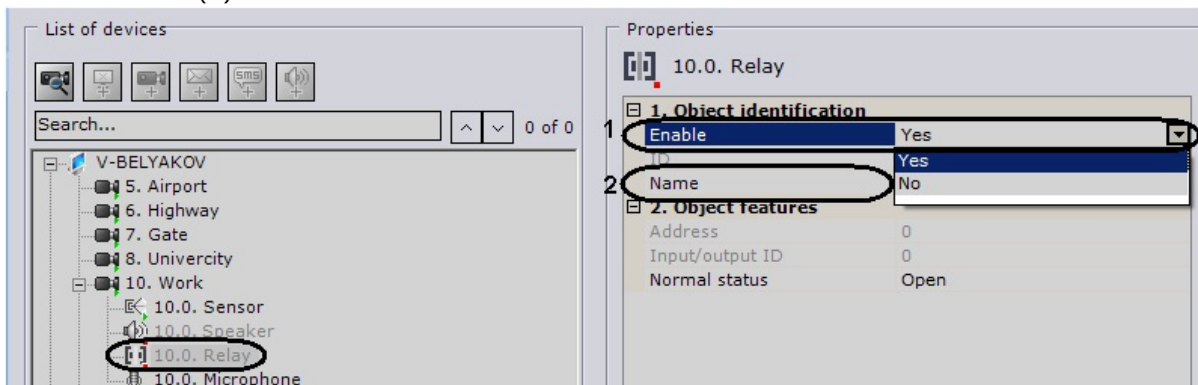 List of devices
sms
Search...
0 of 0
V-BELYAKOV
5. Airport
6. Highway
7. Gate
8. Univercity
10. Work
10.0. Sensor
10.0. Speaker
10.0. Relay
10.0. Microphone
Properties
10.0. Relay
1. Object identification
1 Enable Yes
ID Yes
2 Name No
2. Object features
Address 0
Input/output ID 0
Normal status Open